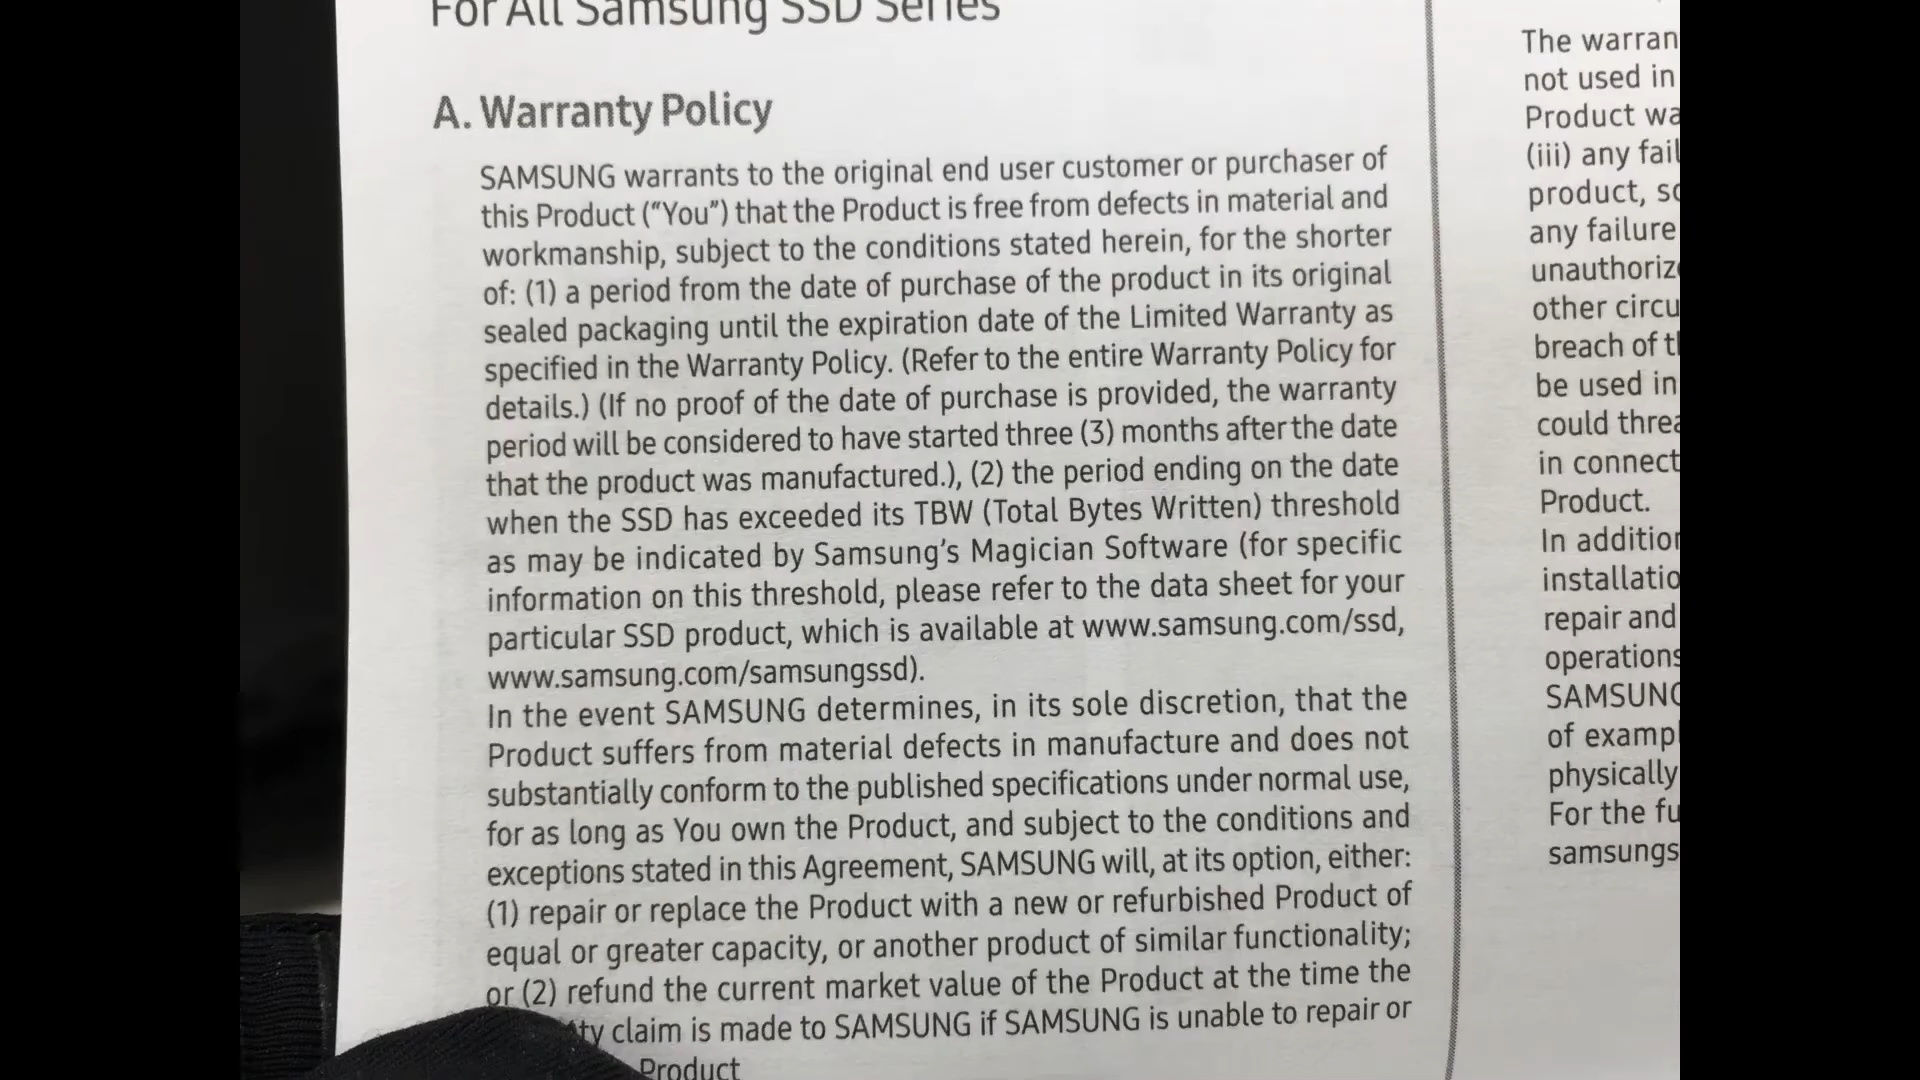 For All Samsung SSD Series
A. Warranty Policy
SAMSUNG warrants to the original end user customer or purchaser of
this Product (“You”) that the Product is free from defects in material and
workmanship, subject to the conditions stated herein, for the shorter
of: (1) a period from the date of purchase of the product in its original
sealed packaging until the expiration date of the Limited Warranty as
specified in the Warranty Policy. (Refer to the entire Warranty Policy for
details.) (If no proof of the date of purchase is provided, the warranty
period will be considered to have started three (3) months after the date
that the product was manufactured.), (2) the period ending on the date
when the SSD has exceeded its TBW (Total Bytes Written) threshold
as may be indicated by Samsung’s Magician Software (for specific
information on this threshold, please refer to the data sheet for your
particular SSD product, which is available at www.samsung.com/ssd,
www.samsung.com/samsungssd).
In the event SAMSUNG determines, in its sole discretion, that the
Product suffers from material defects in manufacture and does not
substantially conform to the published specifications under normal use,
for as long as You own the Product, and subject to the conditions and
exceptions stated in this Agreement, SAMSUNG will, at its option, either:
(1) repair or replace the Product with a new or refurbished Product of
equal or greater capacity, or another product of similar functionality;
or (2) refund the current market value of the Product at the time the
claim is made to SAMSUNG if SAMSUNG is unable to repair or
Product
The warran
not used in
Product wa
(iii) any fail
product, so
any failure
unauthoriz
other circu
breach of t
be used in
could threa
in connect
Product.
In addition
installatio
repair and
operations
SAMSUNG
of exampl
physically
For the fu
samsungs